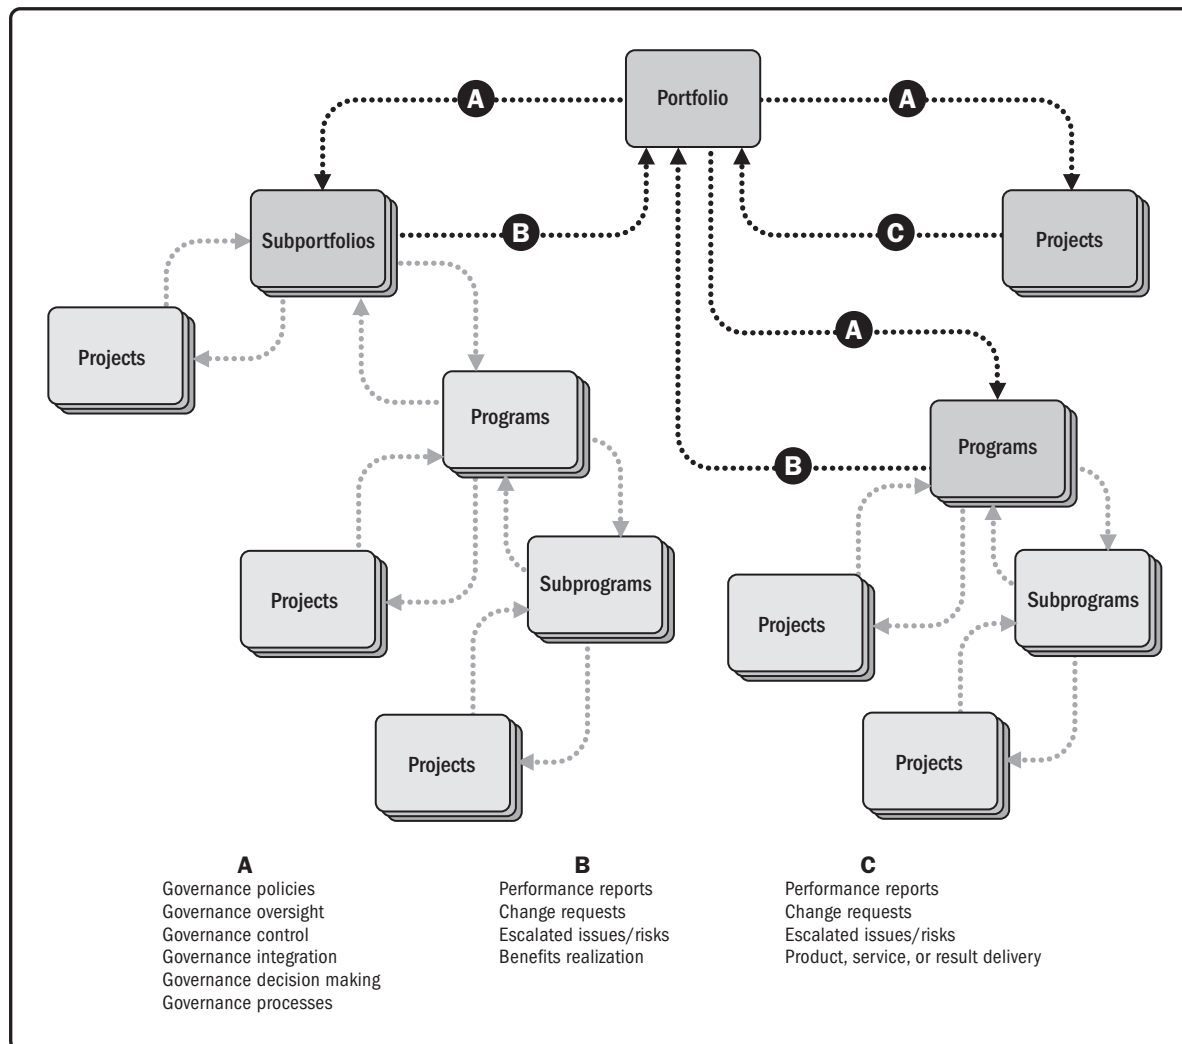 Portfolio
A
A
Subportfolios
B
C
Projects
Projects
A
Programs
Programs
B
Projects
Subprograms
Projects
Subprograms
Projects
Projects
A
Governance policies
Governance oversight
Governance control
Governance integration
Governance decision making
Governance processes
B
Performance reports
Change requests
Escalated issues/risks
Benefits realization
C
Performance reports
Change requests
Escalated issues/risks
Product, service, or result delivery